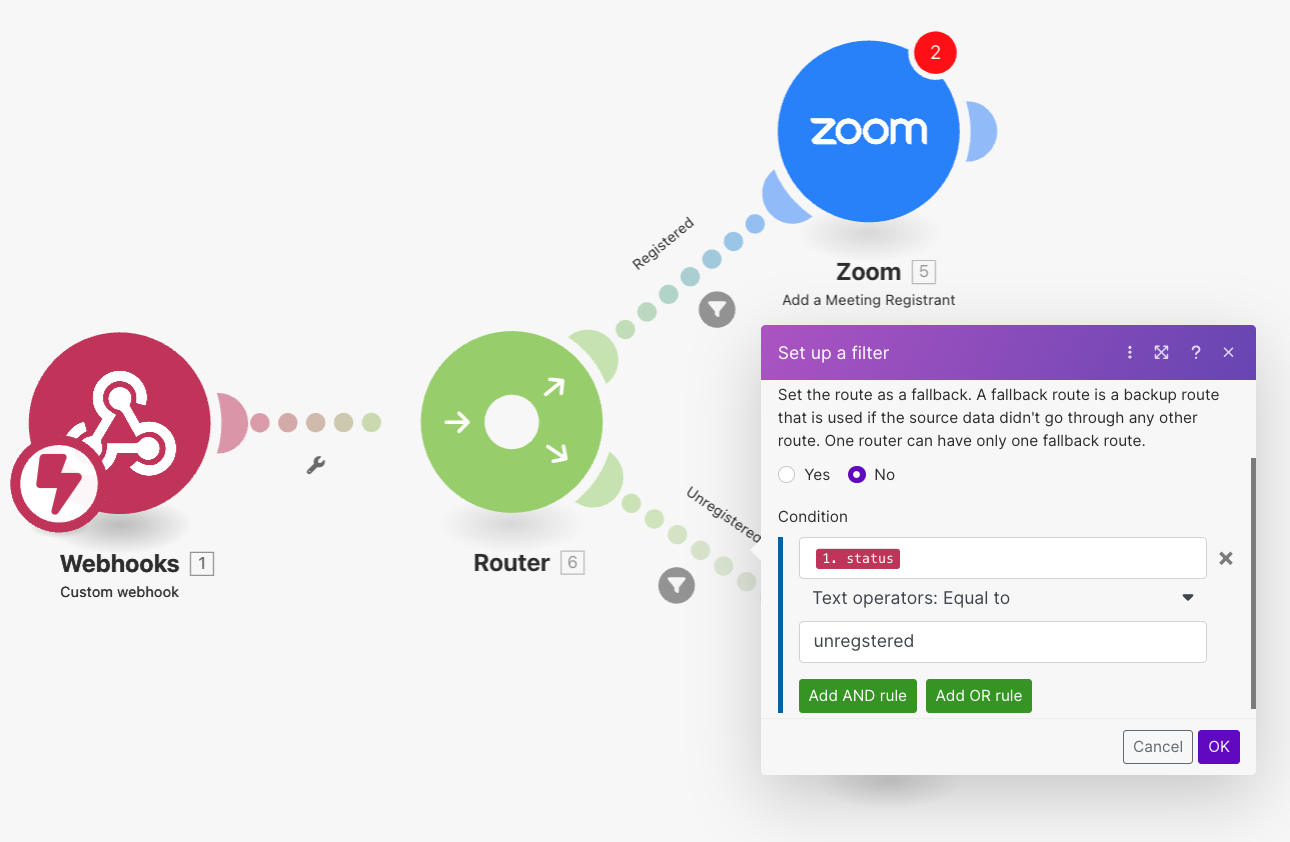 2
zoom
Registered
Zoom 5
Add a Meeting Registrant
Webhooks 1
Custom webhook
Router 6
Unregistered
Set up a filter
Set the route as a fallback. A fallback route is a backup route
that is used if the source data didn't go through any other
route. One router can have only one fallback route.
Yes No
Condition
1. status
Text operators: Equal to
unregstered
Add AND rule Add OR rule
Cancel OK